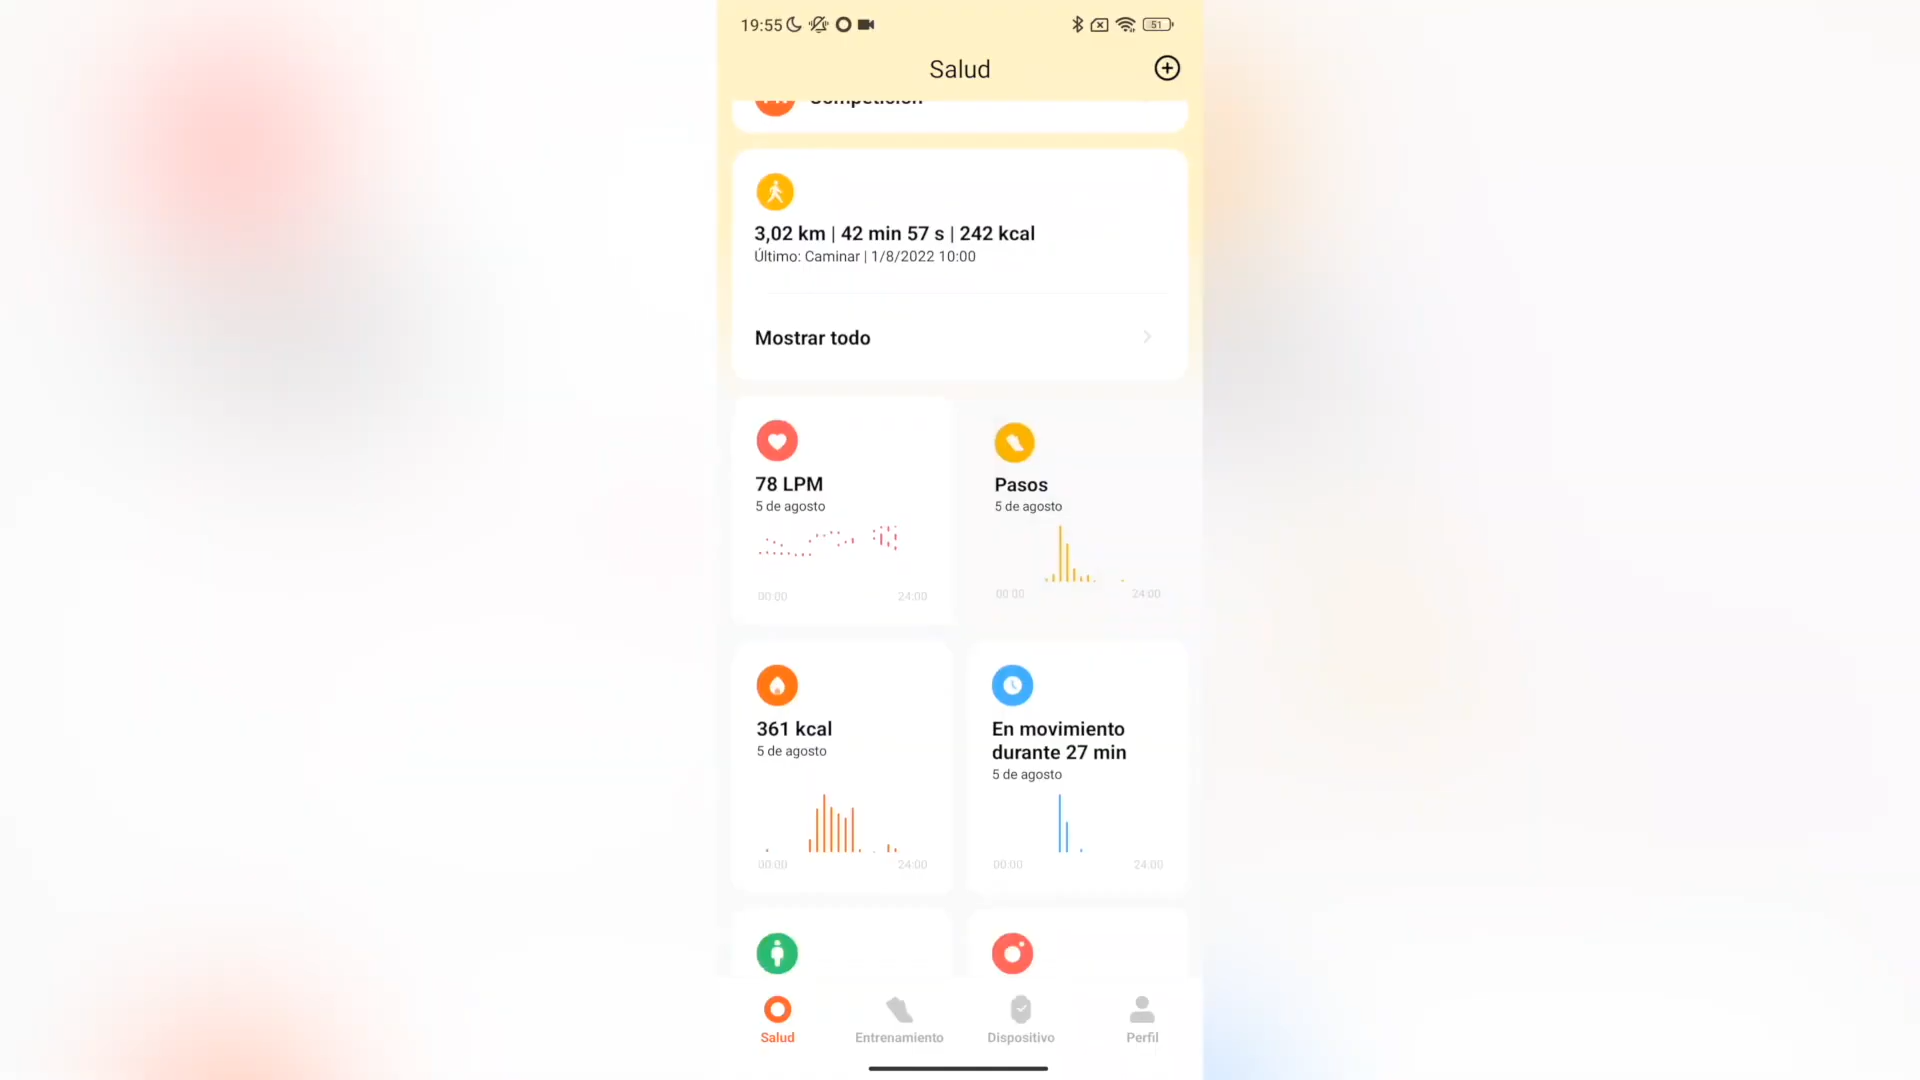 19:55
51
Salud
Competición
3,02 km | 42 min 57 s | 242 kcal
Último: Caminar | 1/8/2022 10:00
Mostrar todo
78 LPM
5 de agosto
00:00 24:00
Pasos
5 de agosto
00:00 24:00
361 kcal
5 de agosto
00:00 24:00
En movimiento
durante 27 min
5 de agosto
00:00 24:00
Salud
Entrenamiento
Dispositivo
Perfil